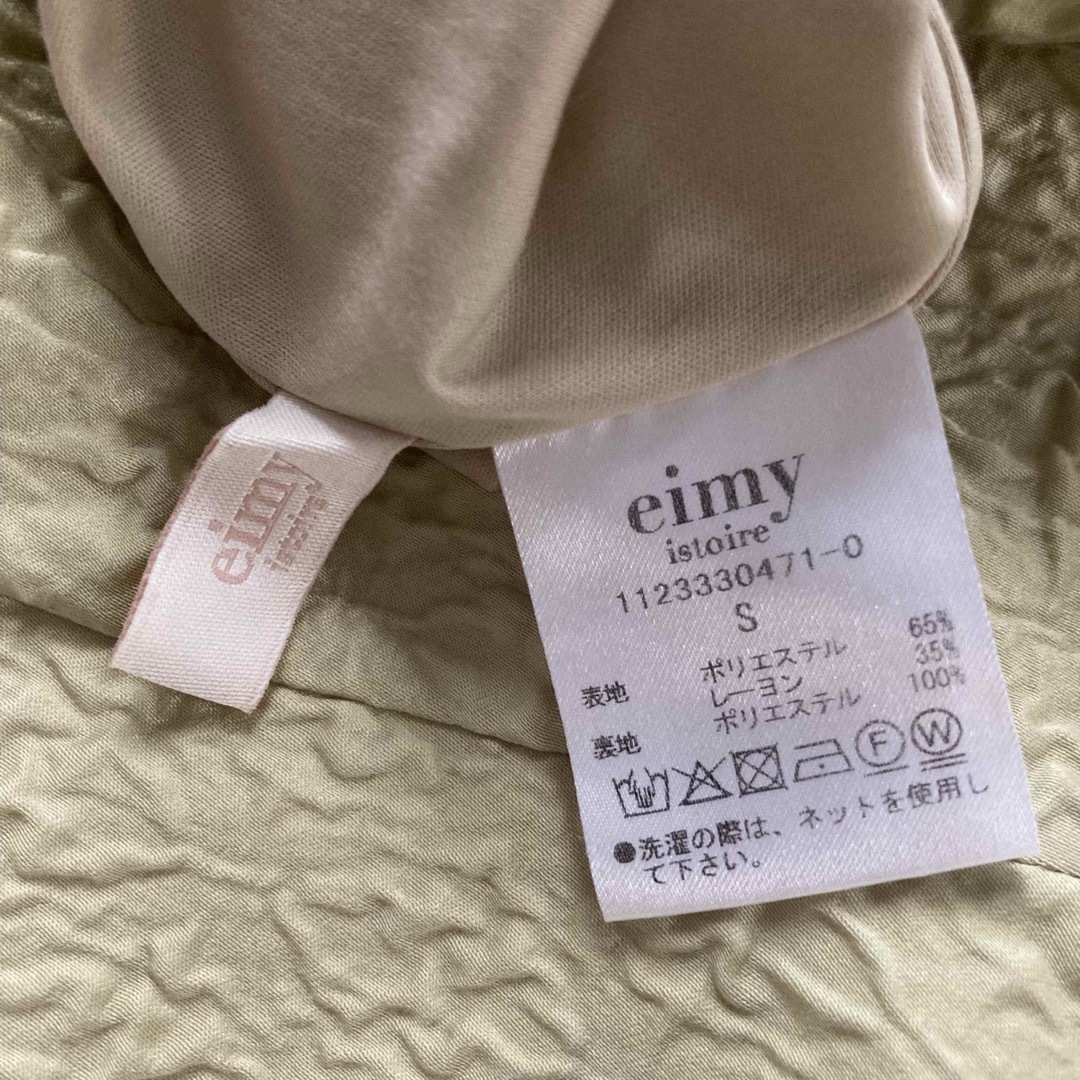 eimy
istoire
eimy
istoire
1123330471-0
S
表地 ポリエステル 65%
レーヨン 35%
裏地 ポリエステル 100%
F W
●洗濯の際は、ネットを使用し
て下さい。